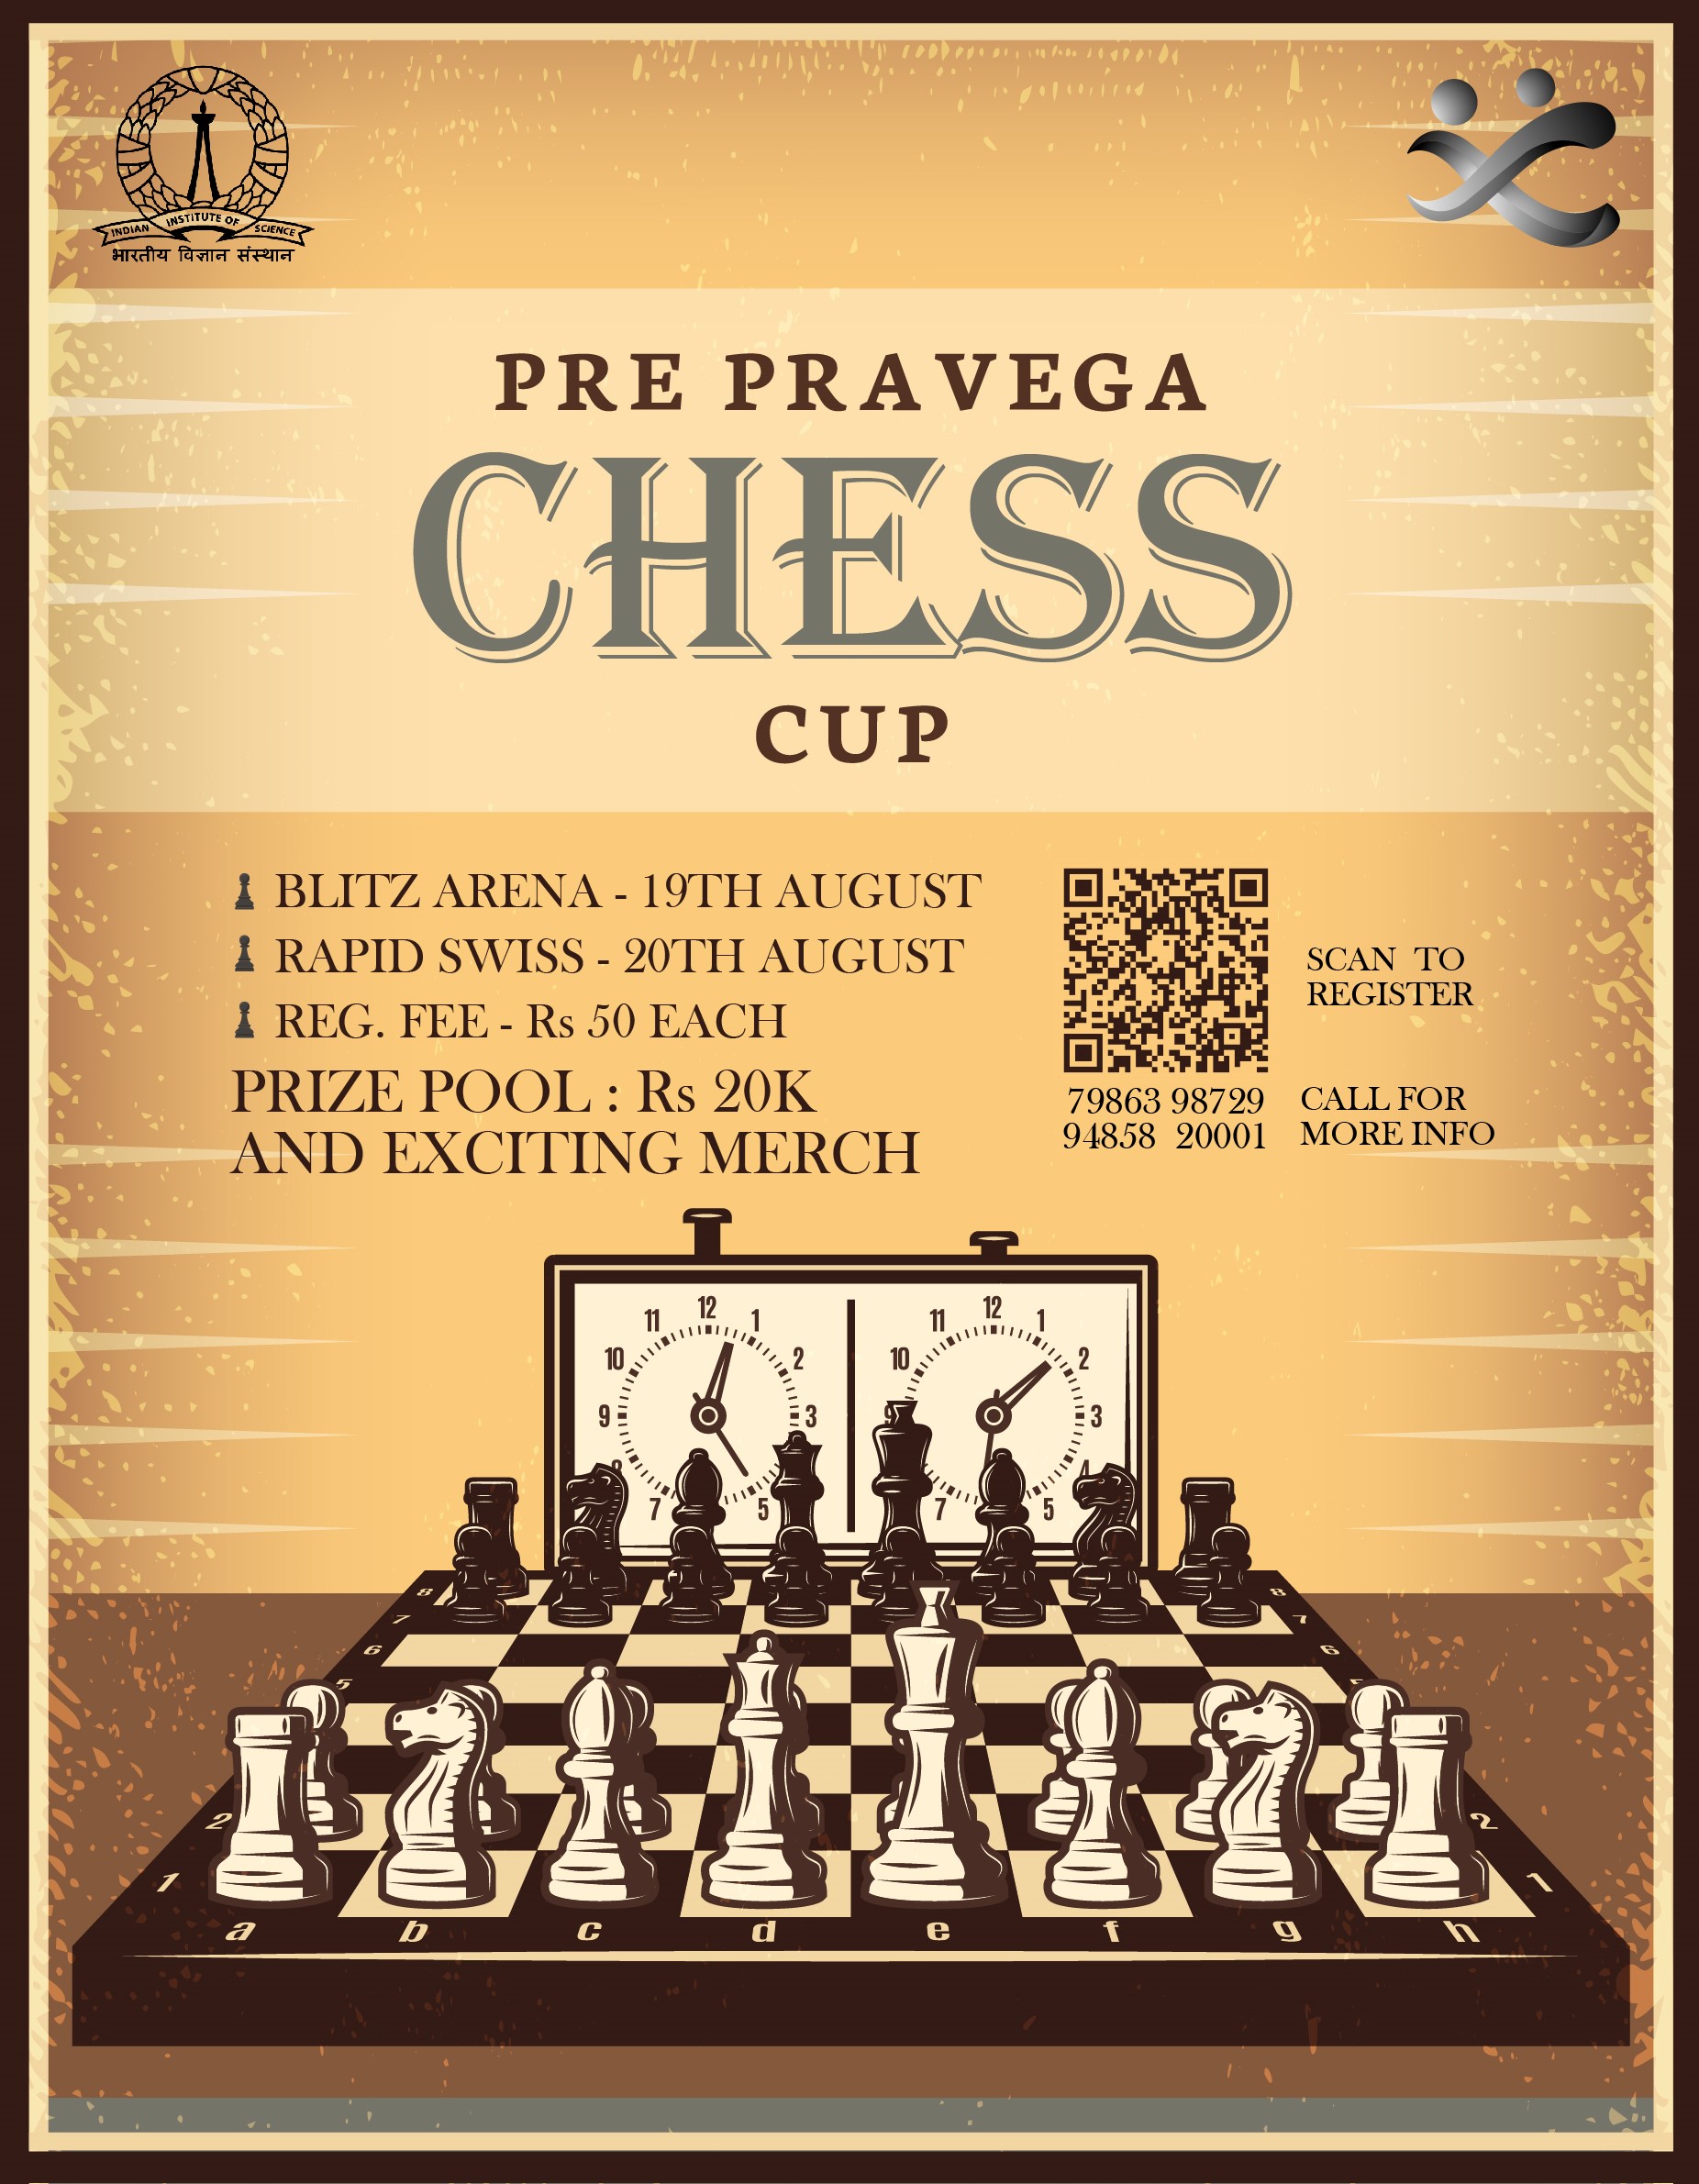 INDIAN INSTITUTE OF SCIENCE
भारतीय विज्ञान संस्थान
PRE PRAVEGA
CHESS
CUP
BLITZ ARENA - 19TH AUGUST
RAPID SWISS - 20TH AUGUST
REG. FEE - Rs 50 EACH
PRIZE POOL : Rs 20K
AND EXCITING MERCH
SCAN TO
REGISTER
79863 98729
94858 20001
CALL FOR
MORE INFO
12
11 1
10 2
9 3
7 5
12
11 1
10 2
9 3
4
7 5
8 8
7 7
6 6
5
2 2
1 1
a b c d e f g h